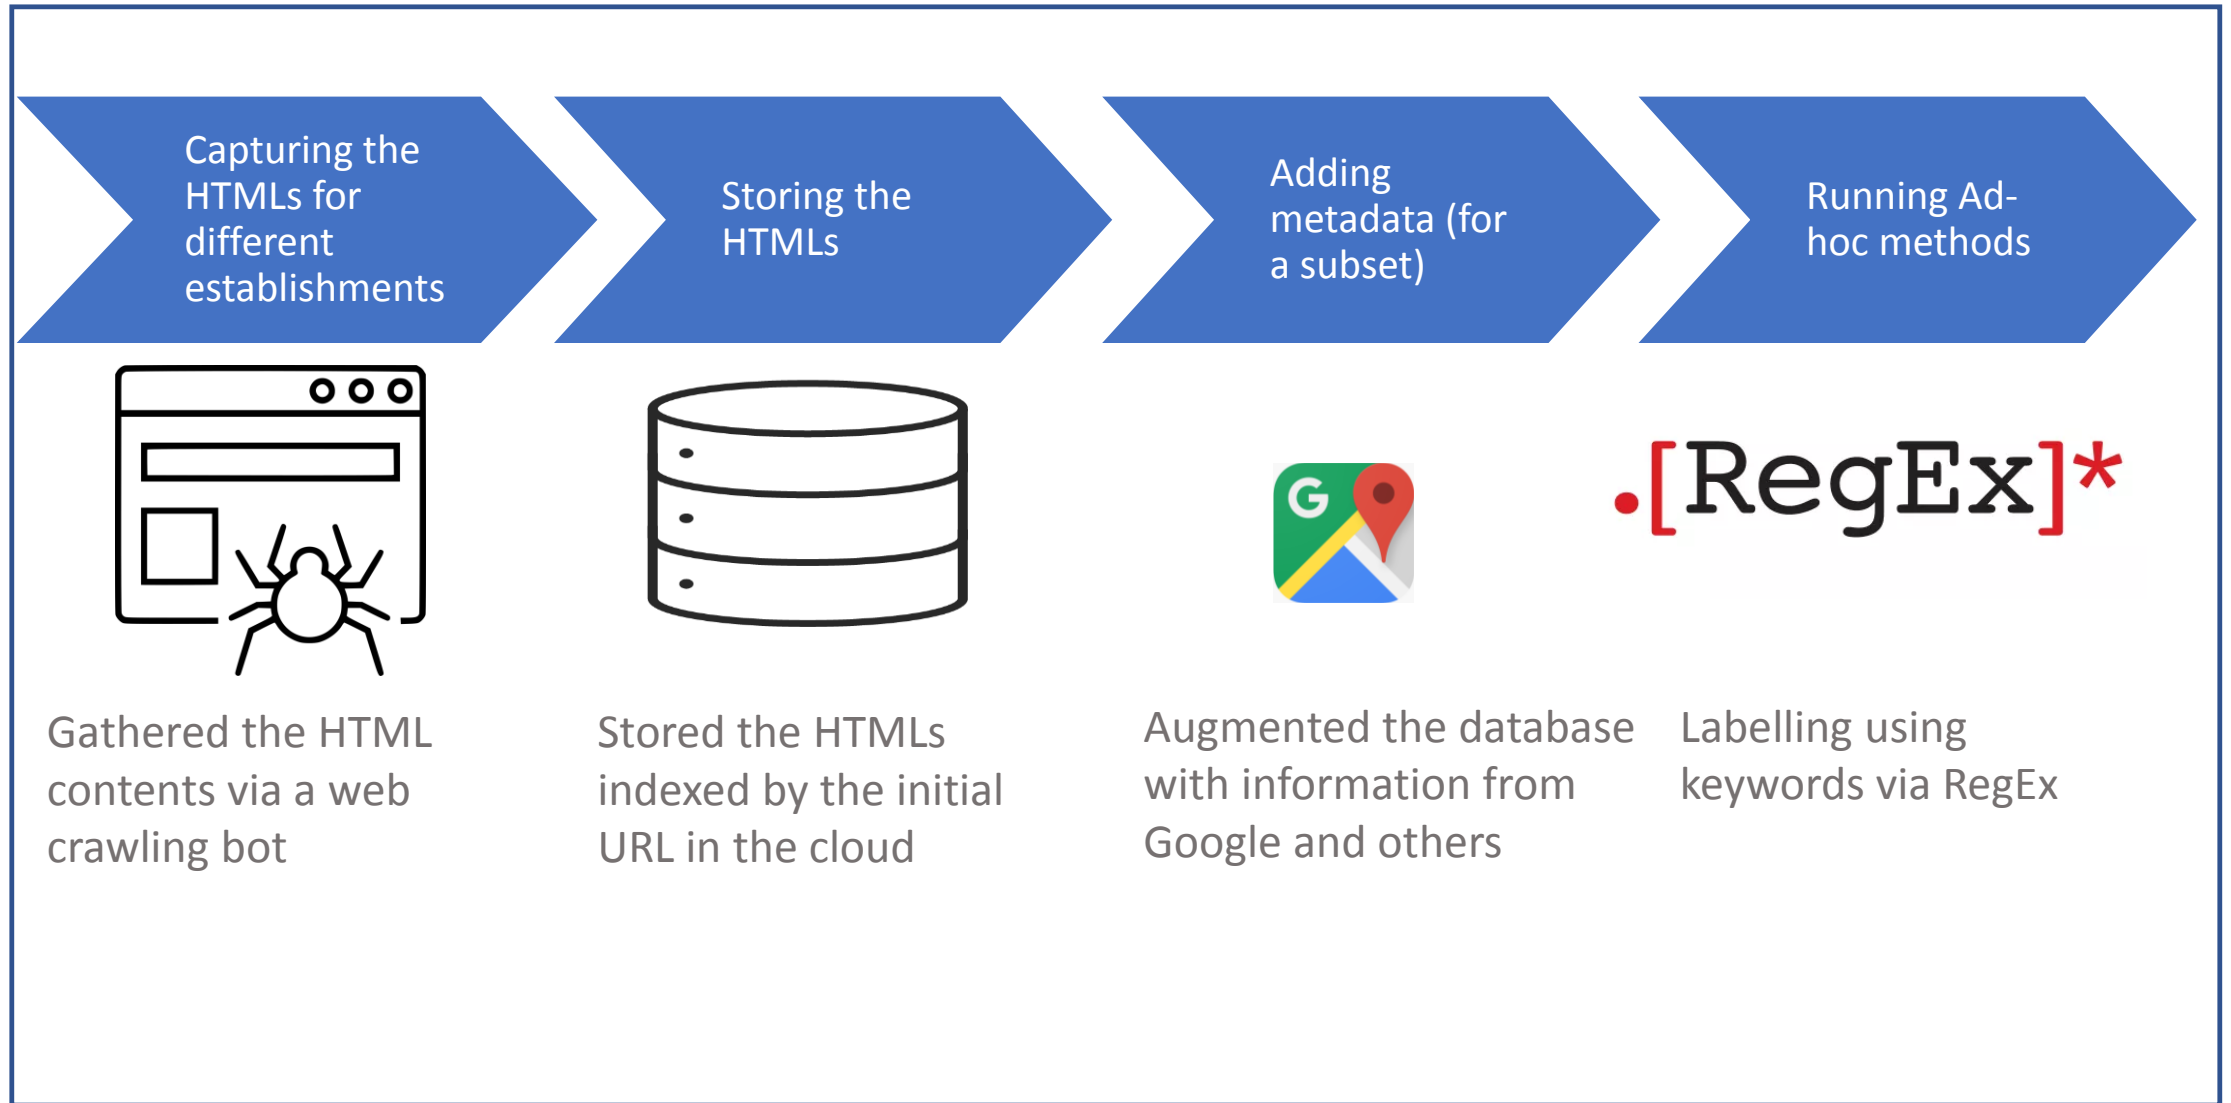 Capturing the
HTMLs for
different
establishments
Storing the
HTMLs
Adding
metadata (for
a subset)
Running Ad-
hoc methods
G
.[RegEx]*
Gathered the HTML
contents via a web
crawling bot
Stored the HTMLs
indexed by the initial
URL in the cloud
Augmented the database
with information from
Google and others
Labelling using
keywords via RegEx